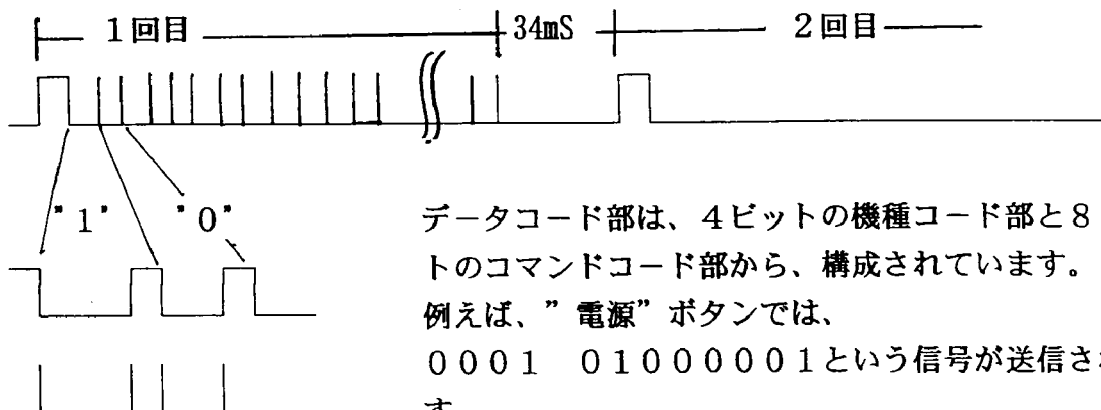 1回目
34mS
2回目
”1”
”0”
データコード部は、4ビットの機種コード部と8
トのコマンドコード部から、構成されています。
例えば、”電源”ボタンでは、
0001 01000001という信号が送信さ
す